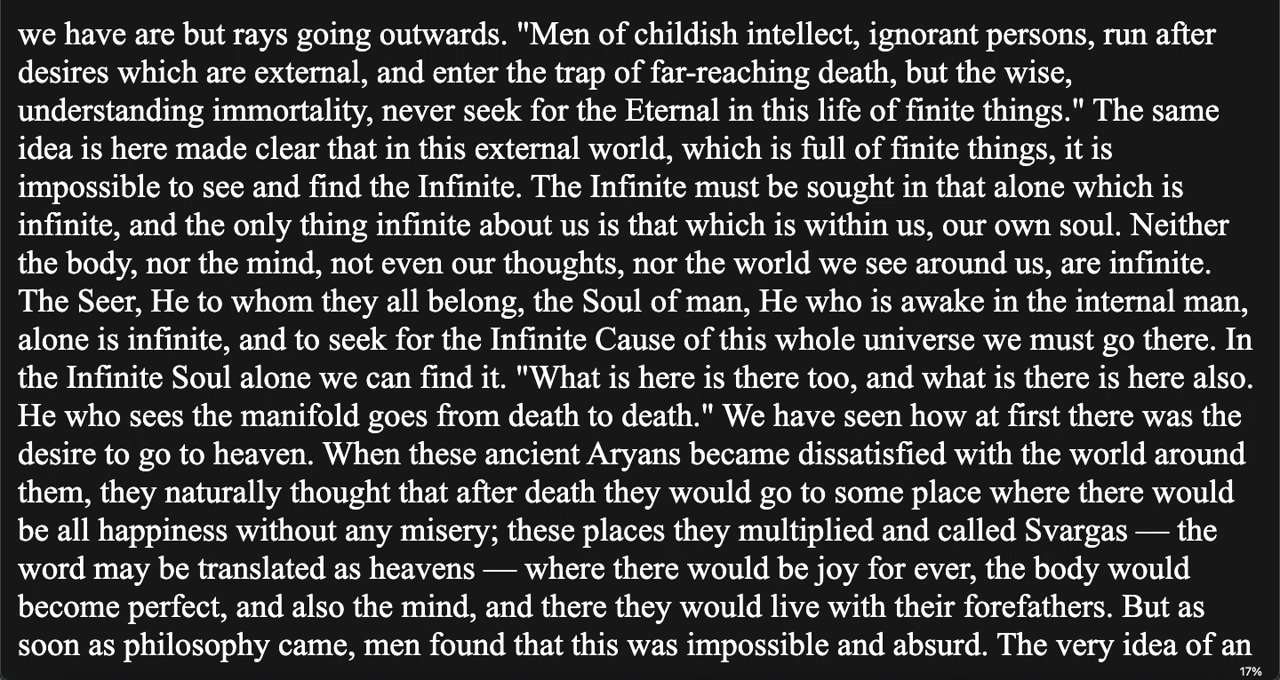 we have are but rays going outwards. "Men of childish intellect, ignorant persons, run after
desires which are external, and enter the trap of far-reaching death, but the wise,
understanding immortality, never seek for the Eternal in this life of finite things." The same
idea is here made clear that in this external world, which is full of finite things, it is
impossible to see and find the Infinite. The Infinite must be sought in that alone which is
infinite, and the only thing infinite about us is that which is within us, our own soul. Neither
the body, nor the mind, not even our thoughts, nor the world we see around us, are infinite.
The Seer, He to whom they all belong, the Soul of man, He who is awake in the internal man,
alone is infinite, and to seek for the Infinite Cause of this whole universe we must go there. In
the Infinite Soul alone we can find it. "What is here is there too, and what is there is here also.
He who sees the manifold goes from death to death." We have seen how at first there was the
desire to go to heaven. When these ancient Aryans became dissatisfied with the world around
them, they naturally thought that after death they would go to some place where there would
be all happiness without any misery; these places they multiplied and called Svargas — the
word may be translated as heavens — where there would be joy for ever, the body would
become perfect, and also the mind, and there they would live with their forefathers. But as
soon as philosophy came, men found that this was impossible and absurd. The very idea of an
17%